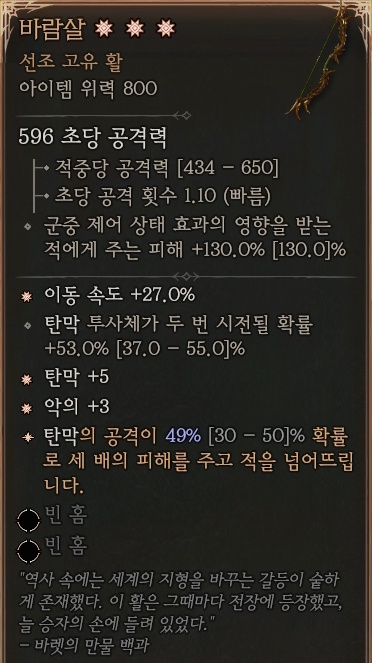 바람살
선조 고유 활
아이템 위력 800
596 초당 공격력
적중당 공격력 [434 - 650]
초당 공격 횟수 1.10 (빠름)
군중 제어 상태 효과의 영향을 받는
적에게 주는 피해 +130.0% [130.0]%
이동 속도 +27.0%
탄막 투사체가 두 번 시전될 확률
+53.0% [37.0 - 55.0]%
탄막 +5
악의 +3
탄막의 공격이 49% [30 - 50]% 확률
로 세 배의 피해를 주고 적을 넘어뜨립
니다.
빈 홈
빈 홈
"역사 속에는 세계의 지형을 바꾸는 갈등이 숱하
게 존재했다. 이 활은 그때마다 전장에 등장했고,
늘 승자의 손에 들려 있었다."
– 바렛의 만물 백과